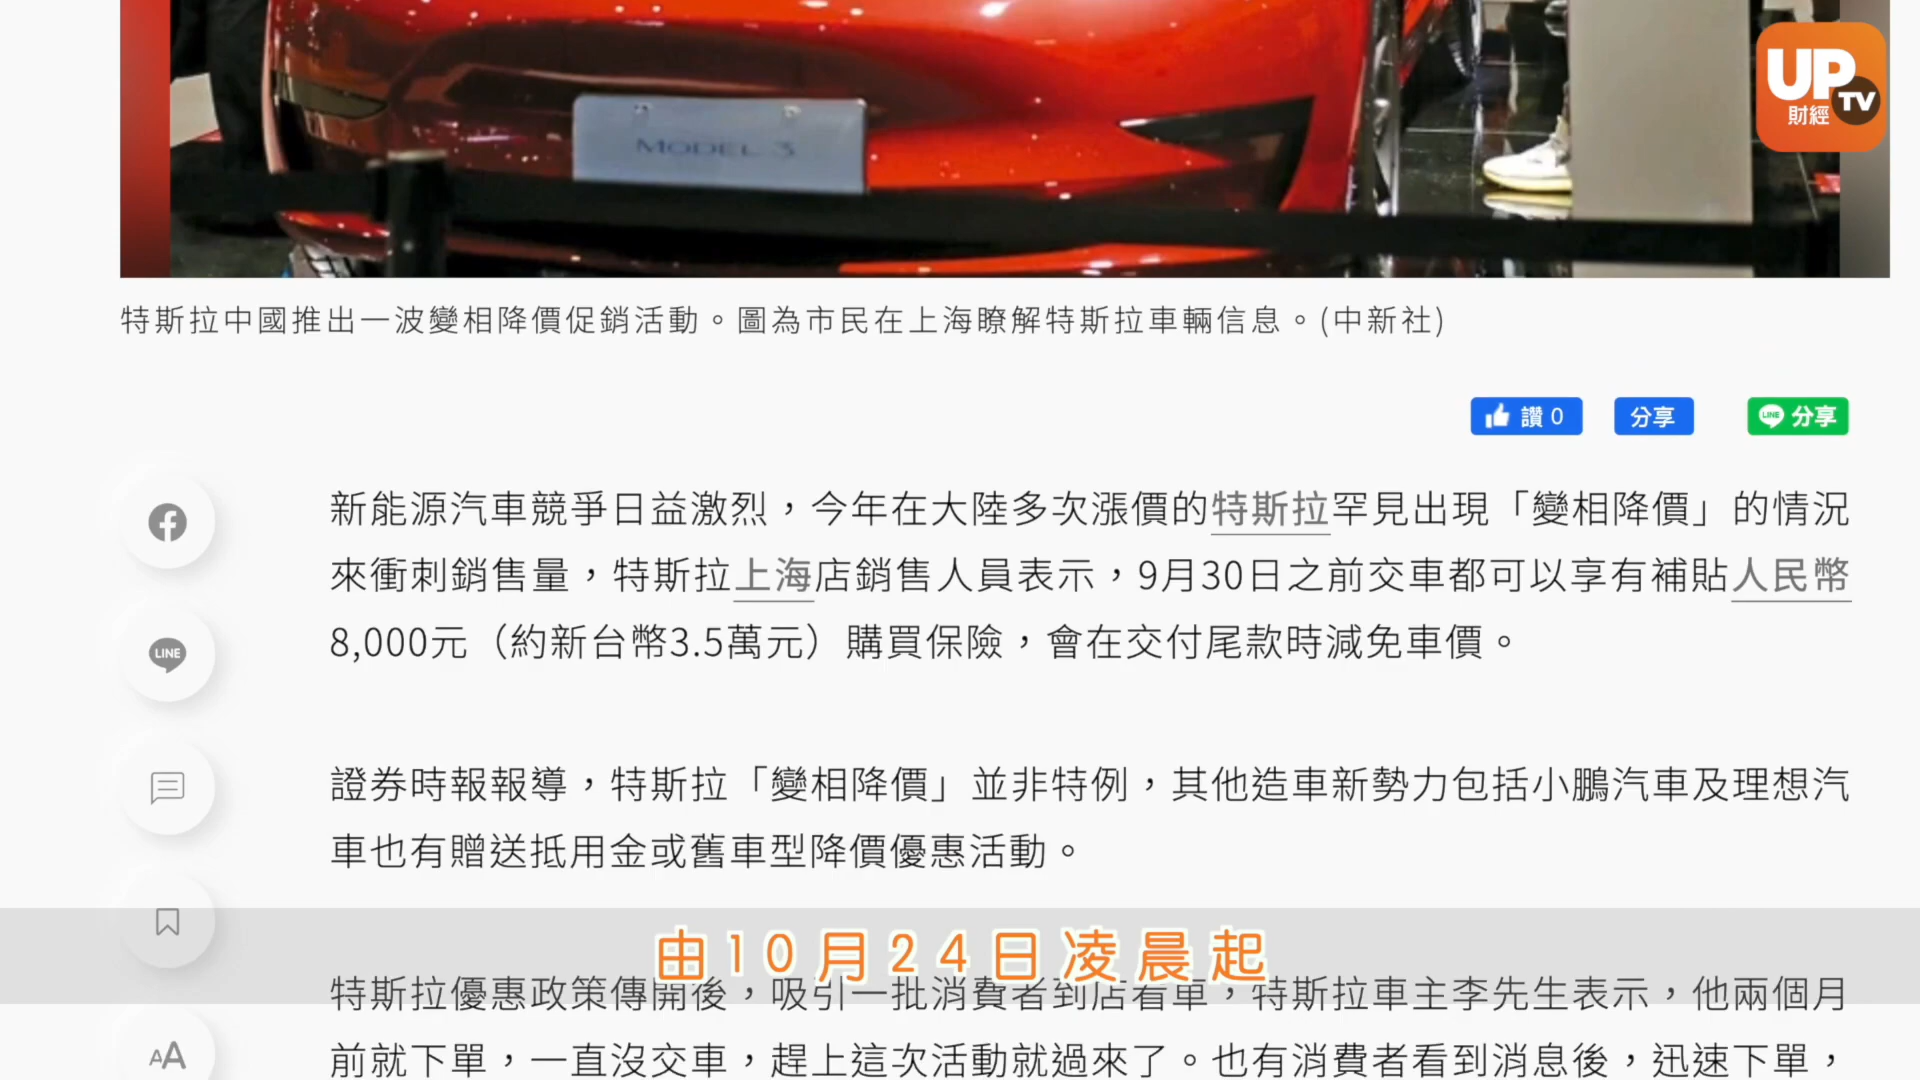 UP
TV
財經
MODEL 3
特斯拉中國推出一波變相降價促銷活動。圖為市民在上海瞭解特斯拉車輛信息。(中新社)
讚 0
分享
LINE 分享
新能源汽車競爭日益激烈，今年在大陸多次漲價的特斯拉罕見出現「變相降價」的情況
來衝刺銷售量，特斯拉上海店銷售人員表示，9月30日之前交車都可以享有補貼人民幣
8,000元（約新台幣3.5萬元）購買保險，會在交付尾款時減免車價。
LINE
證券時報報導，特斯拉「變相降價」並非特例，其他造車新勢力包括小鵬汽車及理想汽
車也有贈送抵用金或舊車型降價優惠活動。
由10月24日凌晨起
特斯拉優惠政策傳開後，吸引一批消費者到店看車，特斯拉車主李先生表示，他兩個月
AA
前就下單，一直沒交車，趕上這次活動就過來了。也有消費者看到消息後，迅速下單，